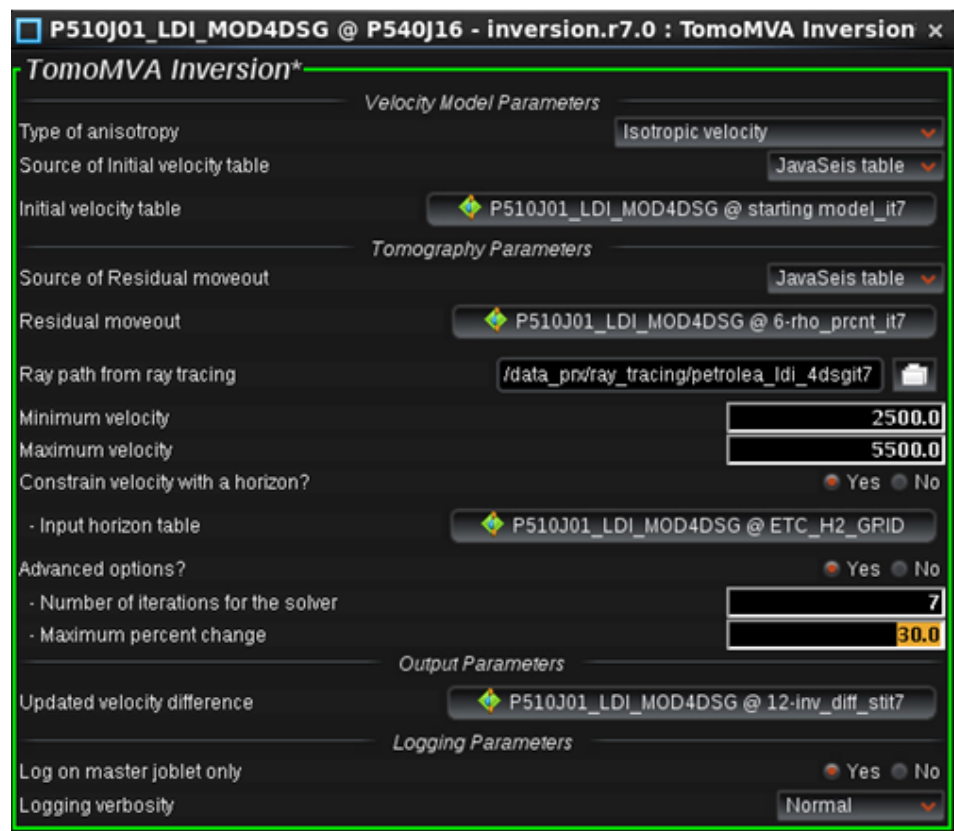 P510J01_LDI_MOD4DSG @ P540J16 - inversion.r7.0 : TomoMVA Inversion ×
TomoMVA Inversion*
Velocity Model Parameters
Type of anisotropy Isotropic velocity
Source of Initial velocity table JavaSeis table
Initial velocity table P510J01_LDI_MOD4DSG @ starting model_it7
Tomography Parameters
Source of Residual moveout JavaSeis table
Residual moveout P510J01_LDI_MOD4DSG @ 6-rho_prcnt_it7
Ray path from ray tracing /data_prx/ray_tracing/petrolea_ldi_4dsgit7
Minimum velocity 2500.0
Maximum velocity 5500.0
Constrain velocity with a horizon? Yes No
- Input horizon table P510J01_LDI_MOD4DSG @ ETC_H2_GRID
Advanced options? Yes No
- Number of iterations for the solver 7
- Maximum percent change 30.0
Output Parameters
Updated velocity difference P510J01_LDI_MOD4DSG @ 12-inv_diff_stit7
Logging Parameters
Log on master joblet only Yes No
Logging verbosity Normal